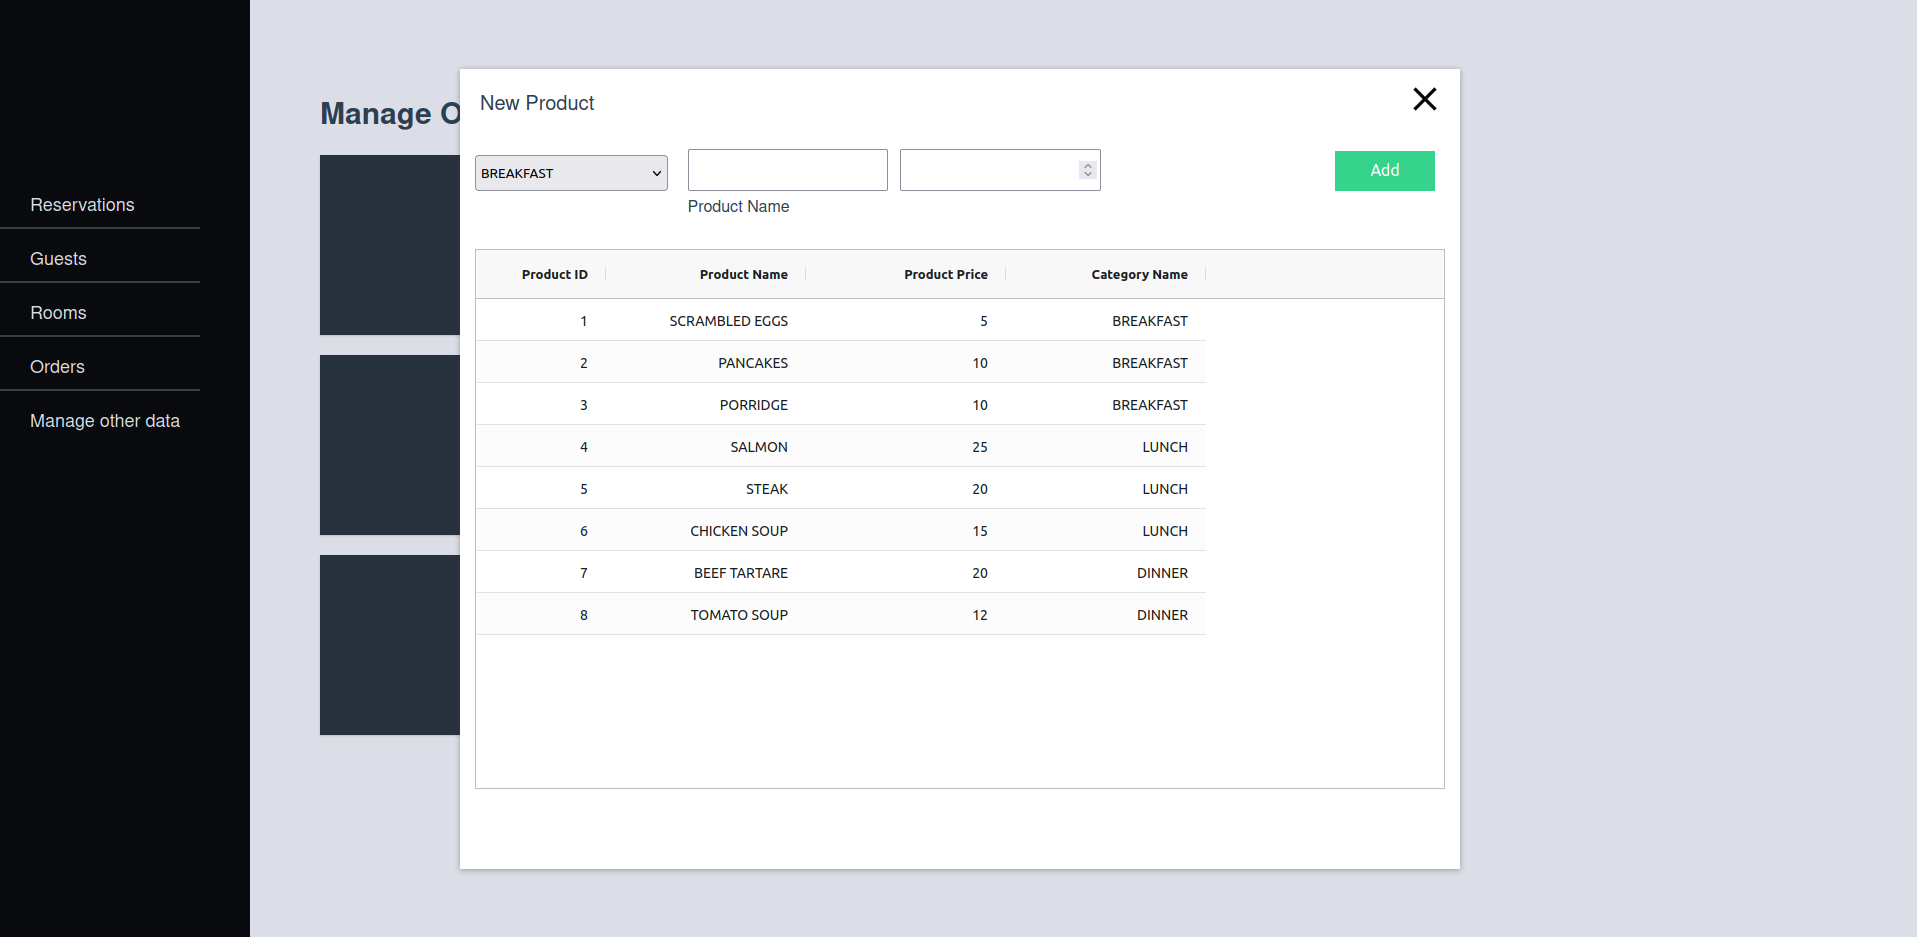 Reservations
Guests
Rooms
Orders
Manage other data
Manage O
New Product
BREAKFAST
Add
Product Name
Product ID Product Name Product Price Category Name
1 SCRAMBLED EGGS 5 BREAKFAST
2 PANCAKES 10 BREAKFAST
3 PORRIDGE 10 BREAKFAST
4 SALMON 25 LUNCH
5 STEAK 20 LUNCH
6 CHICKEN SOUP 15 LUNCH
7 BEEF TARTARE 20 DINNER
8 TOMATO SOUP 12 DINNER